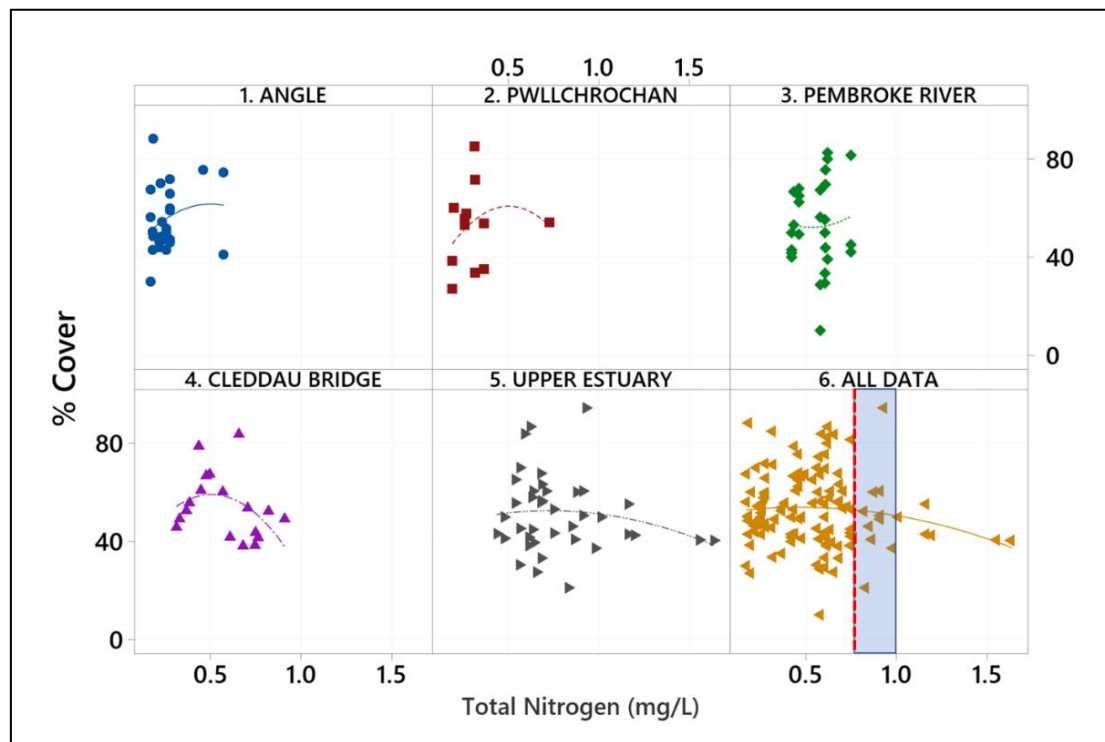 0.5 1.0 1.5
1. ANGLE 2. PWLLCHROCHAN 3. PEMBROKE RIVER
80
40
0
% Cover
4. CLEDDAU BRIDGE 5. UPPER ESTUARY 6. ALL DATA
80
40
0
0.5 1.0 1.5 0.5 1.0 1.5
Total Nitrogen (mg/L)